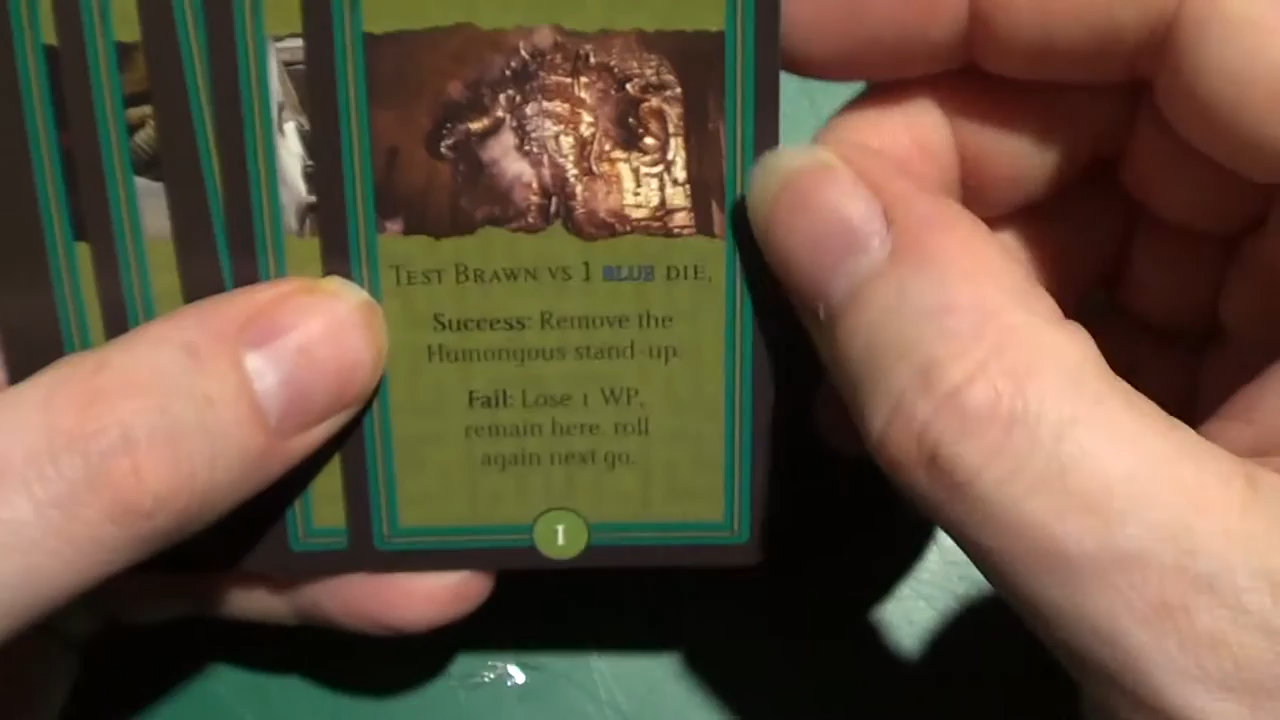 TEST BRAWN VS 1 BLUE DIE,
Success: Remove the
Humongous stand-up.
Fail: Lose 1 WP,
remain here, roll
again next go.
1